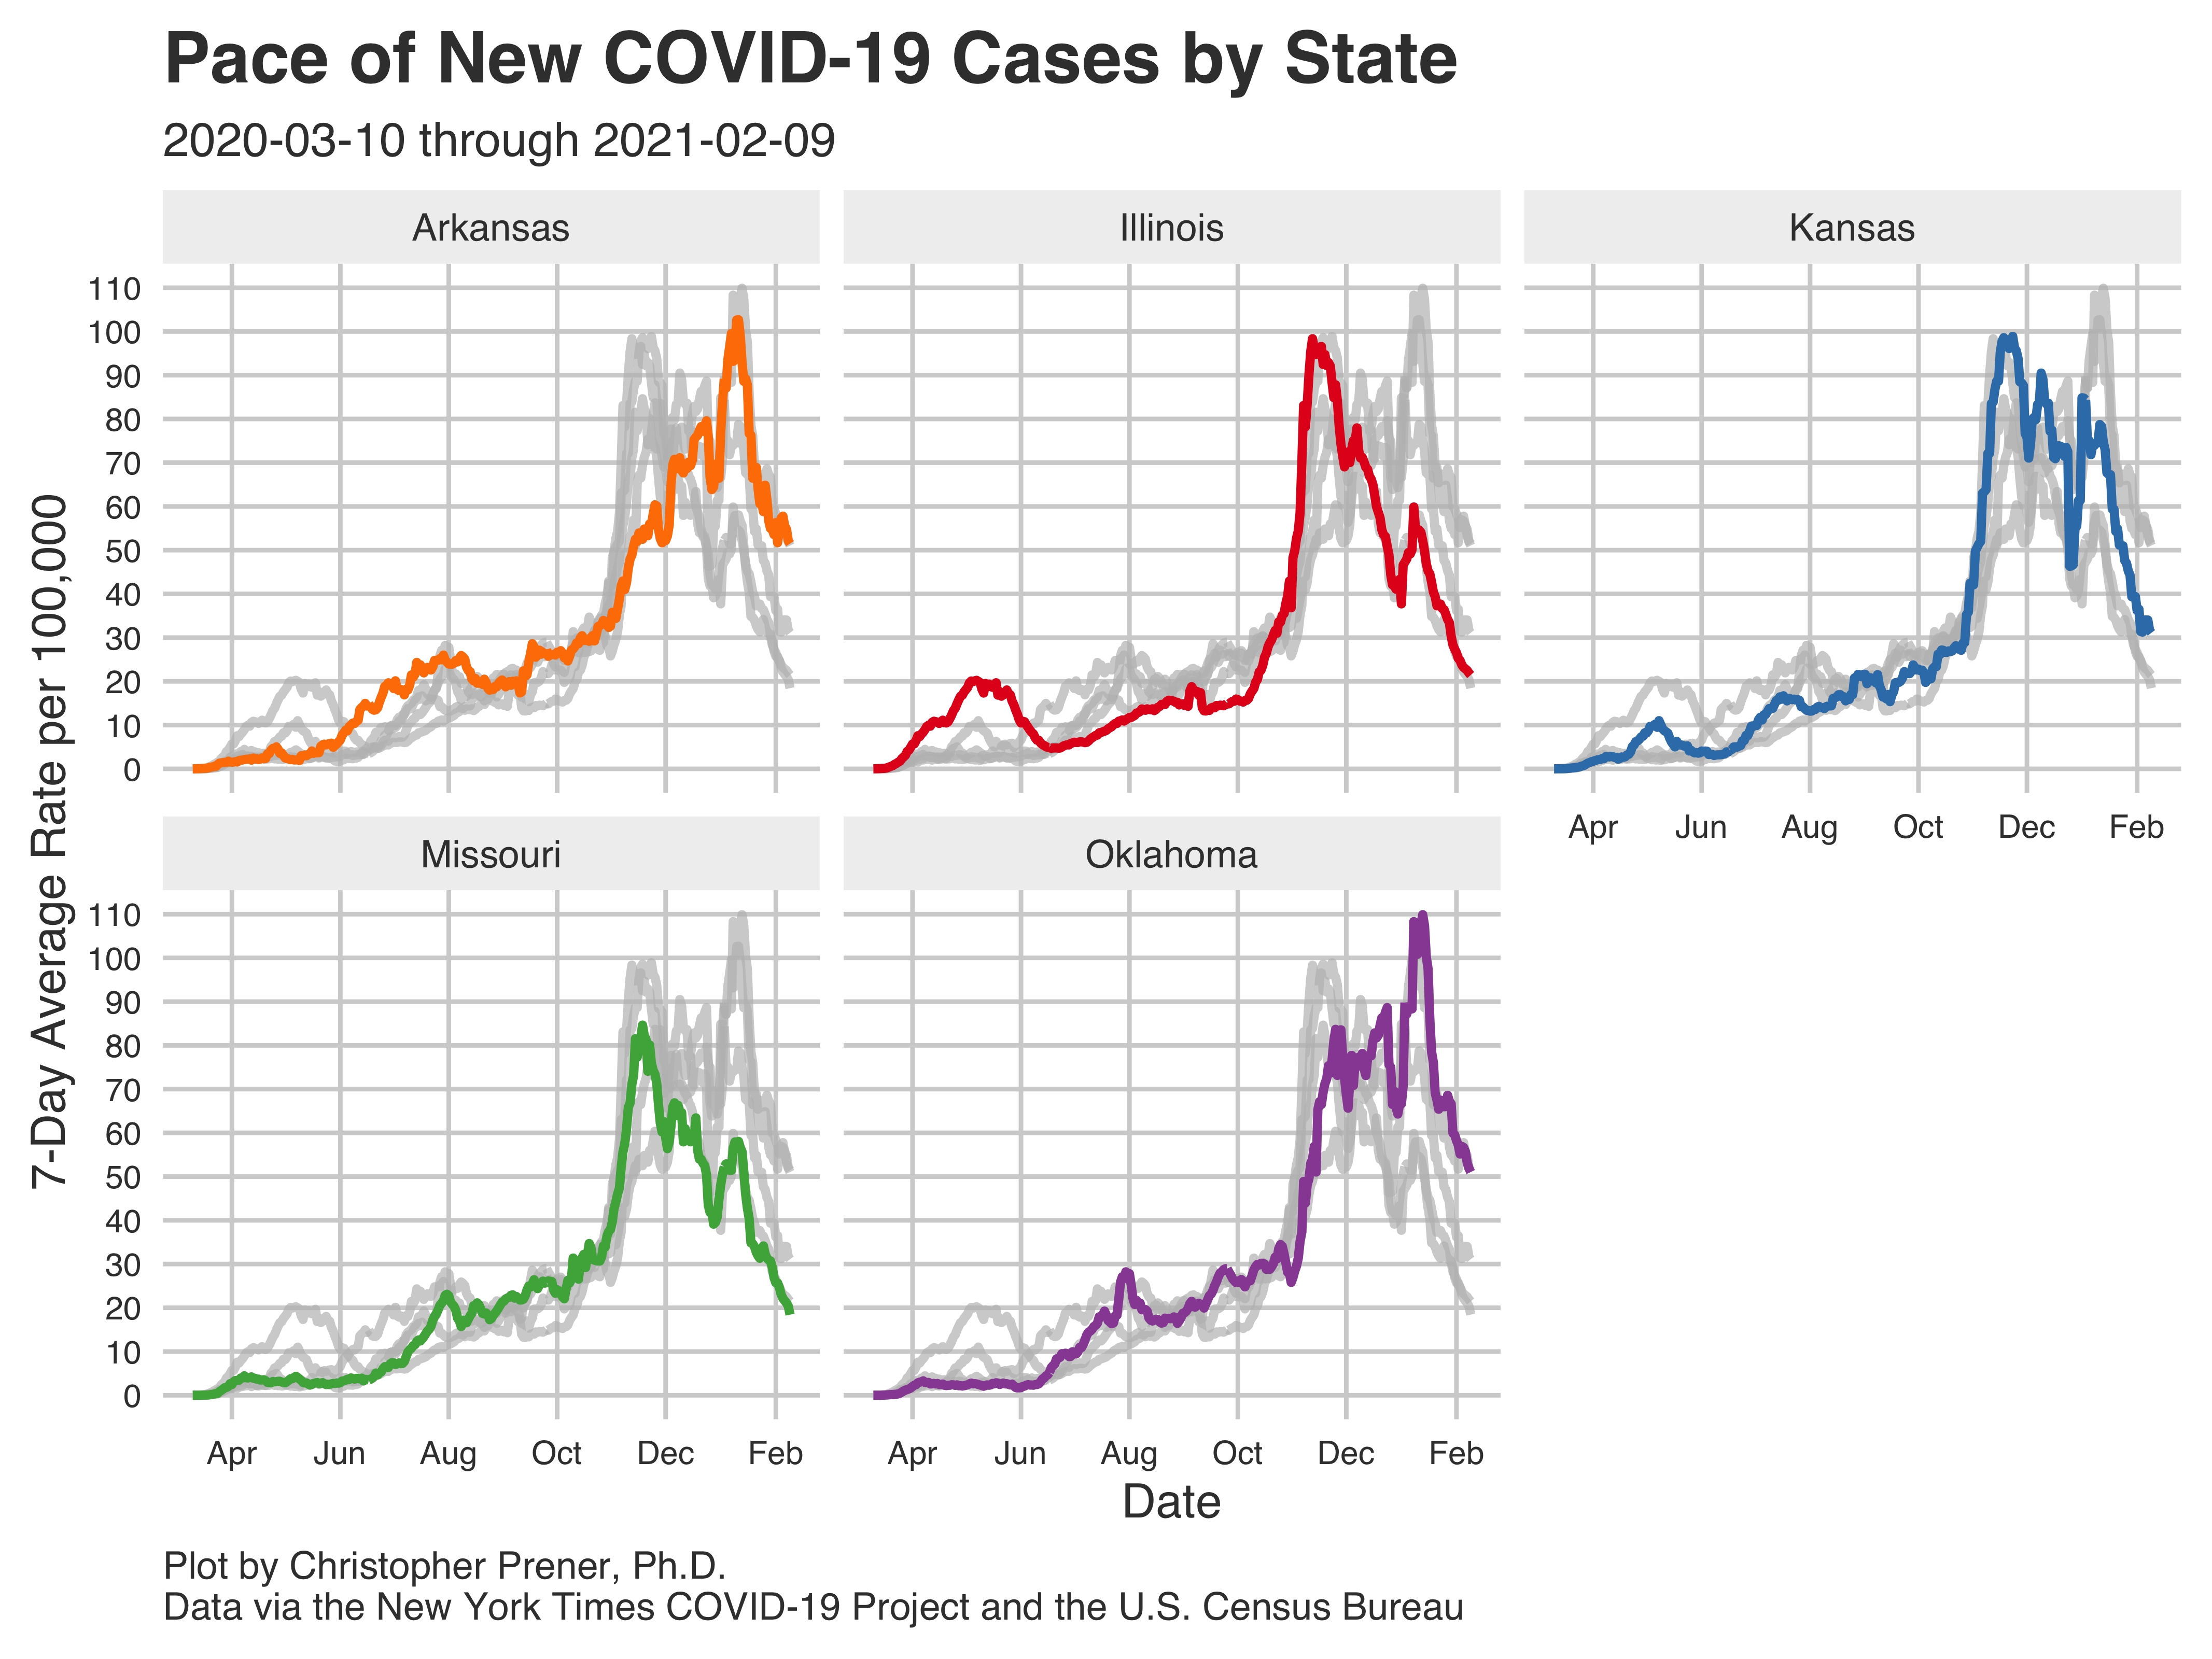 Pace of New COVID-19 Cases by State
2020-03-10 through 2021-02-09
Arkansas
Illinois
Kansas
110
100
90
80
70
60
50
40
30
20
10
0
Apr Jun Aug Oct Dec Feb
Missouri
Oklahoma
110
100
90
80
70
60
50
40
30
20
10
0
Apr Jun Aug Oct Dec Feb
Apr Jun Aug Oct Dec Feb
7-Day Average Rate per 100,000
Date
Plot by Christopher Prener, Ph.D.
Data via the New York Times COVID-19 Project and the U.S. Census Bureau